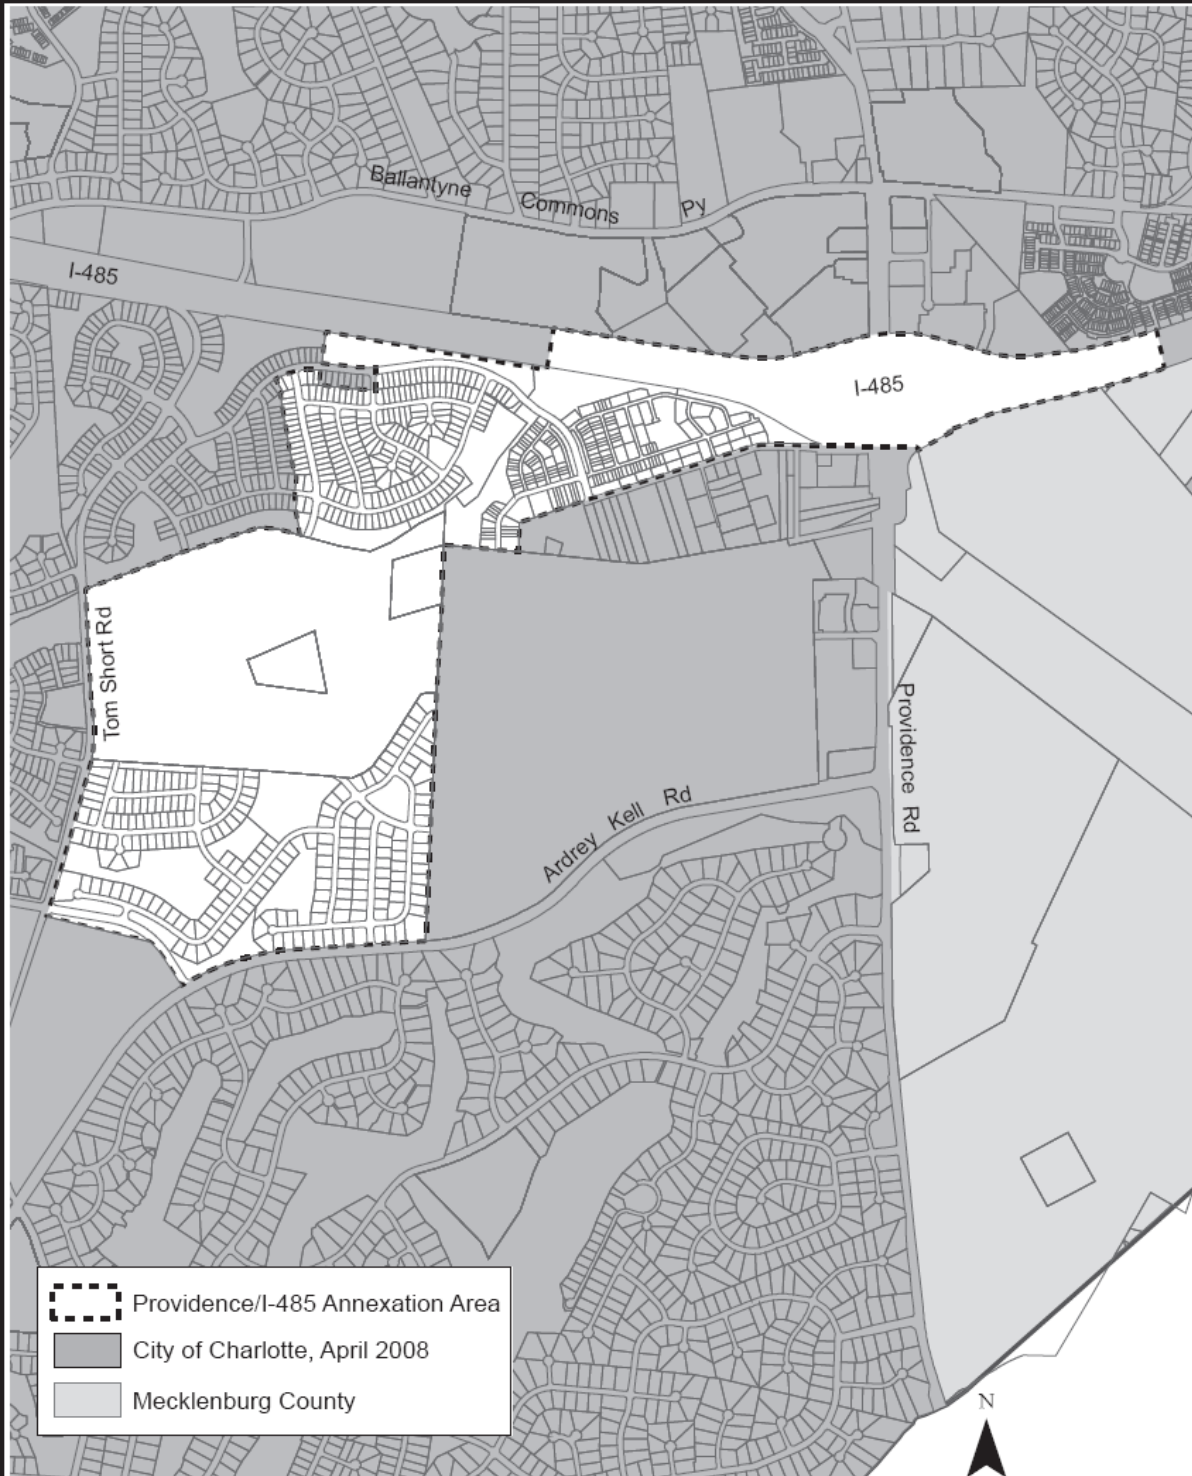 Ballantyne Commons Py
I-485
I-485
Tom Short Rd
Providence Rd
Ardrey Kell Rd
Providence/I-485 Annexation Area
City of Charlotte, April 2008
Mecklenburg County
N